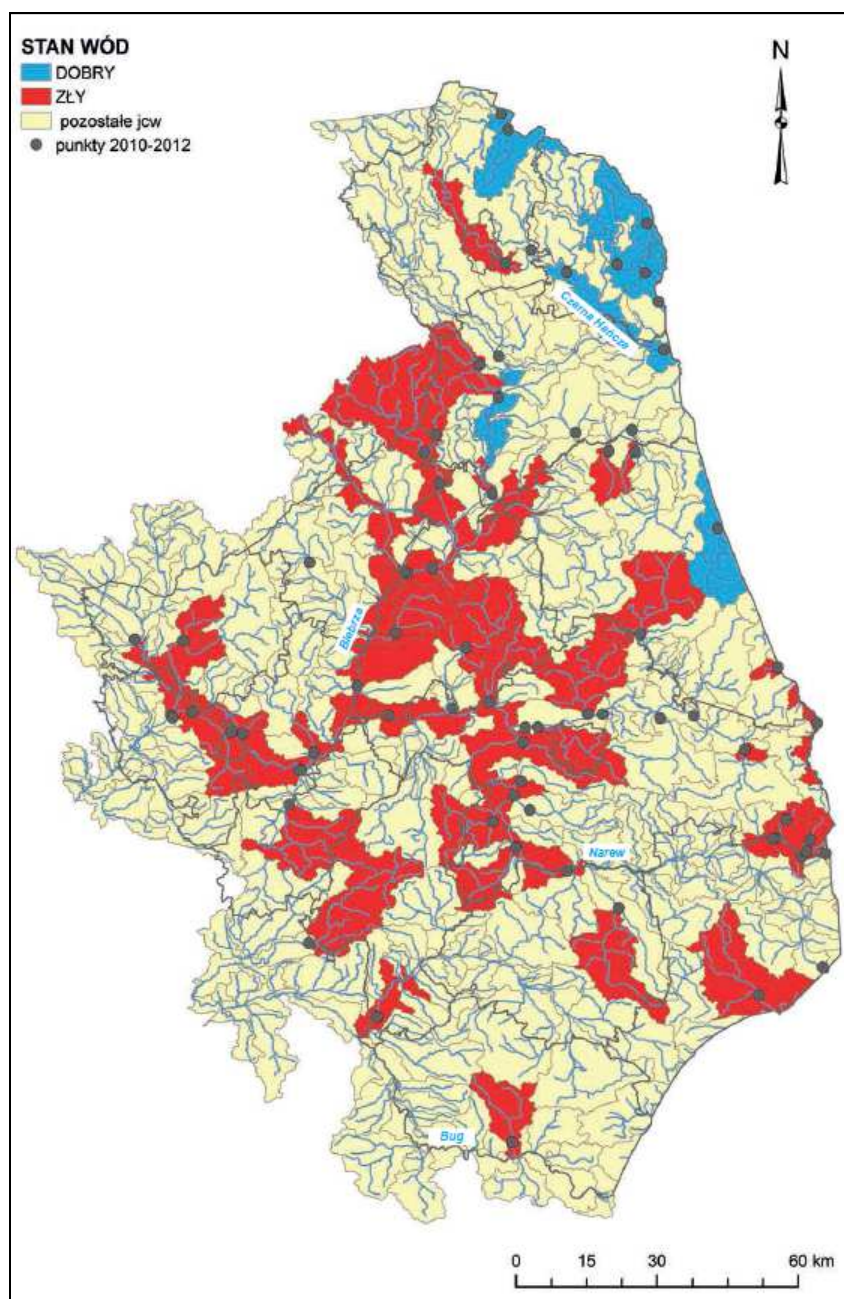 STAN WÓD
DOBRY
ZŁY
pozostałe jcw
punkty 2010-2012
N
Czarna Hańcza
Biebrza
Narew
Bug
0 15 30 60 km